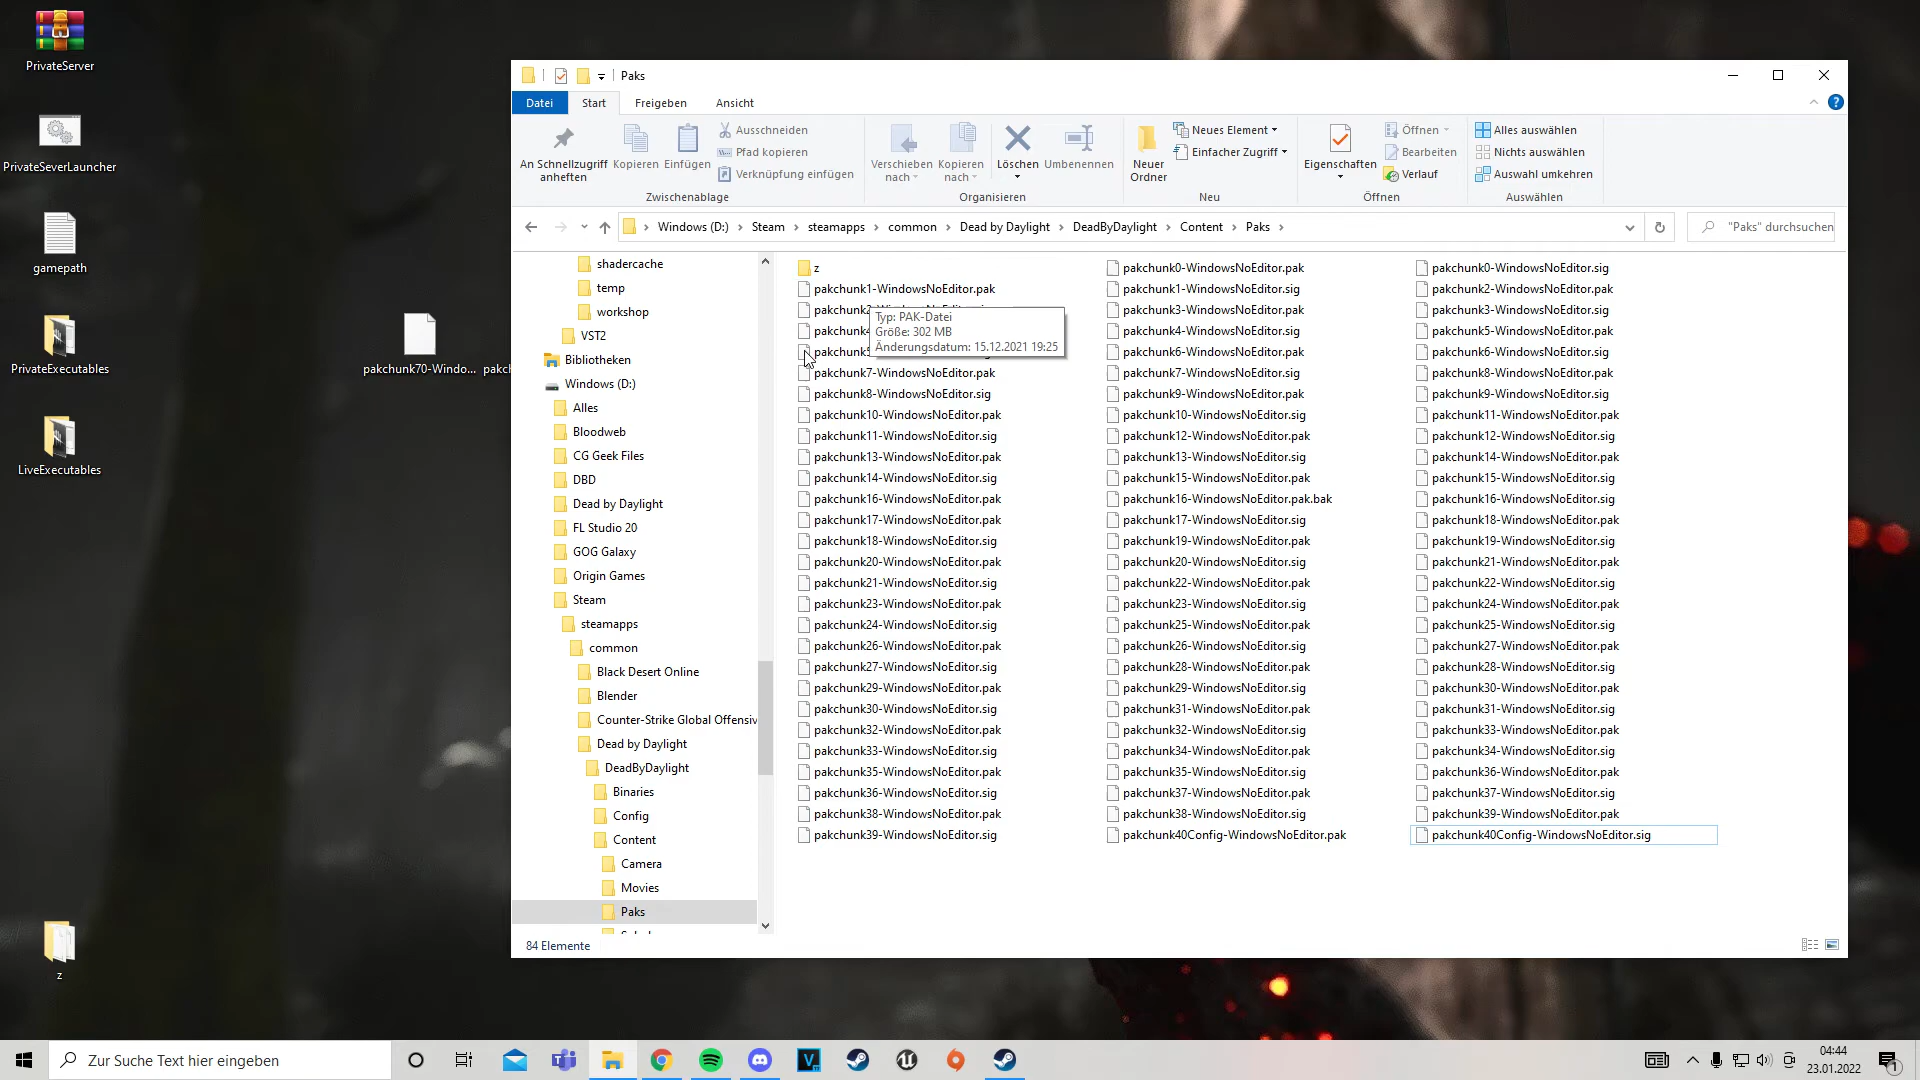 PrivateServer
PrivateSeverLauncher
gamepath
PrivateExecutables
LiveExecutables
z
pakchunk70-Windo...
Paks
Datei
Start
Freigeben
Ansicht
An Schnellzugriff anheften
Kopieren
Einfügen
Ausschneiden
Pfad kopieren
Verknüpfung einfügen
Zwischenablage
Verschieben nach
Kopieren nach
Löschen
Umbenennen
Organisieren
Neuer Ordner
Neues Element
Einfacher Zugriff
Neu
Eigenschaften
Öffnen
Bearbeiten
Verlauf
Öffnen
Alles auswählen
Nichts auswählen
Auswahl umkehren
Auswählen
Windows (D:) > Steam > steamapps > common > Dead by Daylight > DeadByDaylight > Content > Paks >
"Paks" durchsuchen
shadercache
temp
workshop
VST2
Bibliotheken
Windows (D:)
Alles
Bloodweb
CG Geek Files
DBD
Dead by Daylight
FL Studio 20
GOG Galaxy
Origin Games
Steam
steamapps
common
Black Desert Online
Blender
Counter-Strike Global Offensiv
Dead by Daylight
DeadByDaylight
Binaries
Config
Content
Camera
Movies
Paks
z
pakchunk0-WindowsNoEditor.pak
pakchunk0-WindowsNoEditor.sig
pakchunk1-WindowsNoEditor.pak
pakchunk1-WindowsNoEditor.sig
pakchunk2-WindowsNoEditor.pak
pakchunk3-WindowsNoEditor.pak
pakchunk3-WindowsNoEditor.sig
Typ: PAK-Datei
Größe: 302 MB
Änderungsdatum: 15.12.2021 19:25
pakchunk4-WindowsNoEditor.sig
pakchunk5-WindowsNoEditor.pak
pakchunk6-WindowsNoEditor.pak
pakchunk6-WindowsNoEditor.sig
pakchunk7-WindowsNoEditor.pak
pakchunk7-WindowsNoEditor.sig
pakchunk8-WindowsNoEditor.pak
pakchunk8-WindowsNoEditor.sig
pakchunk9-WindowsNoEditor.pak
pakchunk9-WindowsNoEditor.sig
pakchunk10-WindowsNoEditor.pak
pakchunk10-WindowsNoEditor.sig
pakchunk11-WindowsNoEditor.pak
pakchunk11-WindowsNoEditor.sig
pakchunk12-WindowsNoEditor.pak
pakchunk12-WindowsNoEditor.sig
pakchunk13-WindowsNoEditor.pak
pakchunk13-WindowsNoEditor.sig
pakchunk14-WindowsNoEditor.pak
pakchunk14-WindowsNoEditor.sig
pakchunk15-WindowsNoEditor.pak
pakchunk15-WindowsNoEditor.sig
pakchunk16-WindowsNoEditor.pak
pakchunk16-WindowsNoEditor.pak.bak
pakchunk16-WindowsNoEditor.sig
pakchunk17-WindowsNoEditor.pak
pakchunk17-WindowsNoEditor.sig
pakchunk18-WindowsNoEditor.pak
pakchunk18-WindowsNoEditor.sig
pakchunk19-WindowsNoEditor.pak
pakchunk19-WindowsNoEditor.sig
pakchunk20-WindowsNoEditor.pak
pakchunk20-WindowsNoEditor.sig
pakchunk21-WindowsNoEditor.pak
pakchunk21-WindowsNoEditor.sig
pakchunk22-WindowsNoEditor.pak
pakchunk22-WindowsNoEditor.sig
pakchunk23-WindowsNoEditor.pak
pakchunk23-WindowsNoEditor.sig
pakchunk24-WindowsNoEditor.pak
pakchunk24-WindowsNoEditor.sig
pakchunk25-WindowsNoEditor.pak
pakchunk25-WindowsNoEditor.sig
pakchunk26-WindowsNoEditor.pak
pakchunk26-WindowsNoEditor.sig
pakchunk27-WindowsNoEditor.pak
pakchunk27-WindowsNoEditor.sig
pakchunk28-WindowsNoEditor.pak
pakchunk28-WindowsNoEditor.sig
pakchunk29-WindowsNoEditor.pak
pakchunk29-WindowsNoEditor.sig
pakchunk30-WindowsNoEditor.pak
pakchunk30-WindowsNoEditor.sig
pakchunk31-WindowsNoEditor.pak
pakchunk31-WindowsNoEditor.sig
pakchunk32-WindowsNoEditor.pak
pakchunk32-WindowsNoEditor.sig
pakchunk33-WindowsNoEditor.pak
pakchunk33-WindowsNoEditor.sig
pakchunk34-WindowsNoEditor.pak
pakchunk34-WindowsNoEditor.sig
pakchunk35-WindowsNoEditor.pak
pakchunk35-WindowsNoEditor.sig
pakchunk36-WindowsNoEditor.pak
pakchunk36-WindowsNoEditor.sig
pakchunk37-WindowsNoEditor.pak
pakchunk37-WindowsNoEditor.sig
pakchunk38-WindowsNoEditor.pak
pakchunk38-WindowsNoEditor.sig
pakchunk39-WindowsNoEditor.pak
pakchunk39-WindowsNoEditor.sig
pakchunk40Config-WindowsNoEditor.pak
pakchunk40Config-WindowsNoEditor.sig
84 Elemente
Zur Suche Text hier eingeben
04:44
23.01.2022